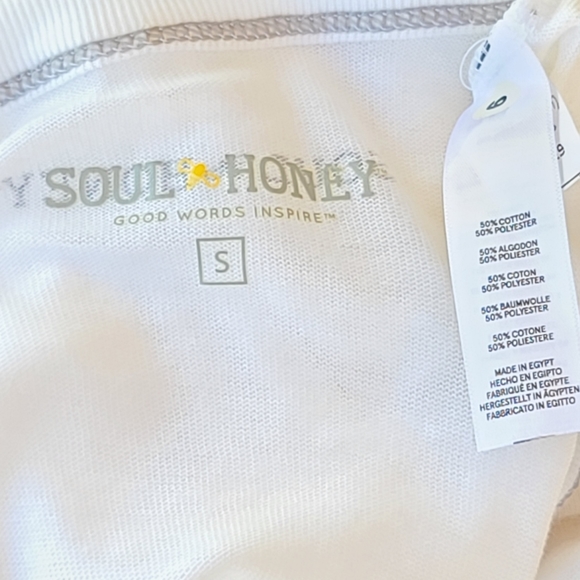 SOUL HONEY
GOOD WORDS INSPIRE™
S
6
50% COTTON
50% POLYESTER
50% ALGODON
50% POLIESTER
50% COTON
50% POLYESTER
50% BAUMWOLLE
50% POLYESTER
50% COTONE
50% POLIESTERE
MADE IN EGYPT
HECHO EN EGIPTO
FABRIQUÉ EN EGYPTE
HERGESTELLT IN ÄGYPTEN
FABBRICATO IN EGITTO